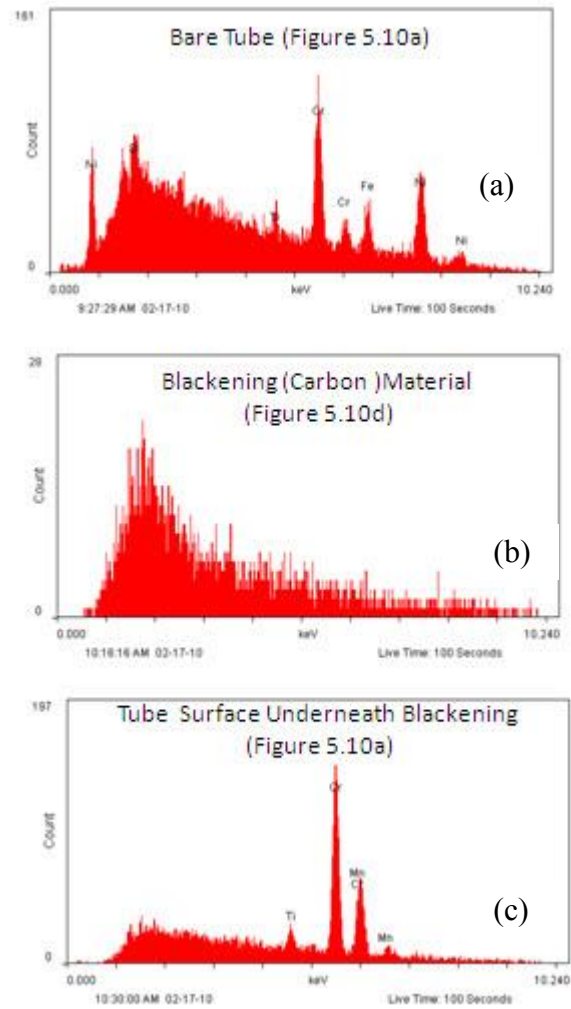 161
Bare Tube (Figure 5.10a)
Count
Ni
Cr
Ti
Cr
Fe
Ni
Ni
(a)
0
0.000 keV 10.240
9:27:29 AM 02-17-10 Live Time: 100 Seconds
28
Blackening (Carbon )Material
(Figure 5.10d)
Count
(b)
0
0.000 keV 10.240
10:16:16 AM 02-17-10 Live Time: 100 Seconds
197
Tube Surface Underneath Blackening
(Figure 5.10a)
Count
Ti
Cr
Mn
Mn
(c)
0
0.000 keV 10.240
10:30:00 AM 02-17-10 Live Time: 100 Seconds